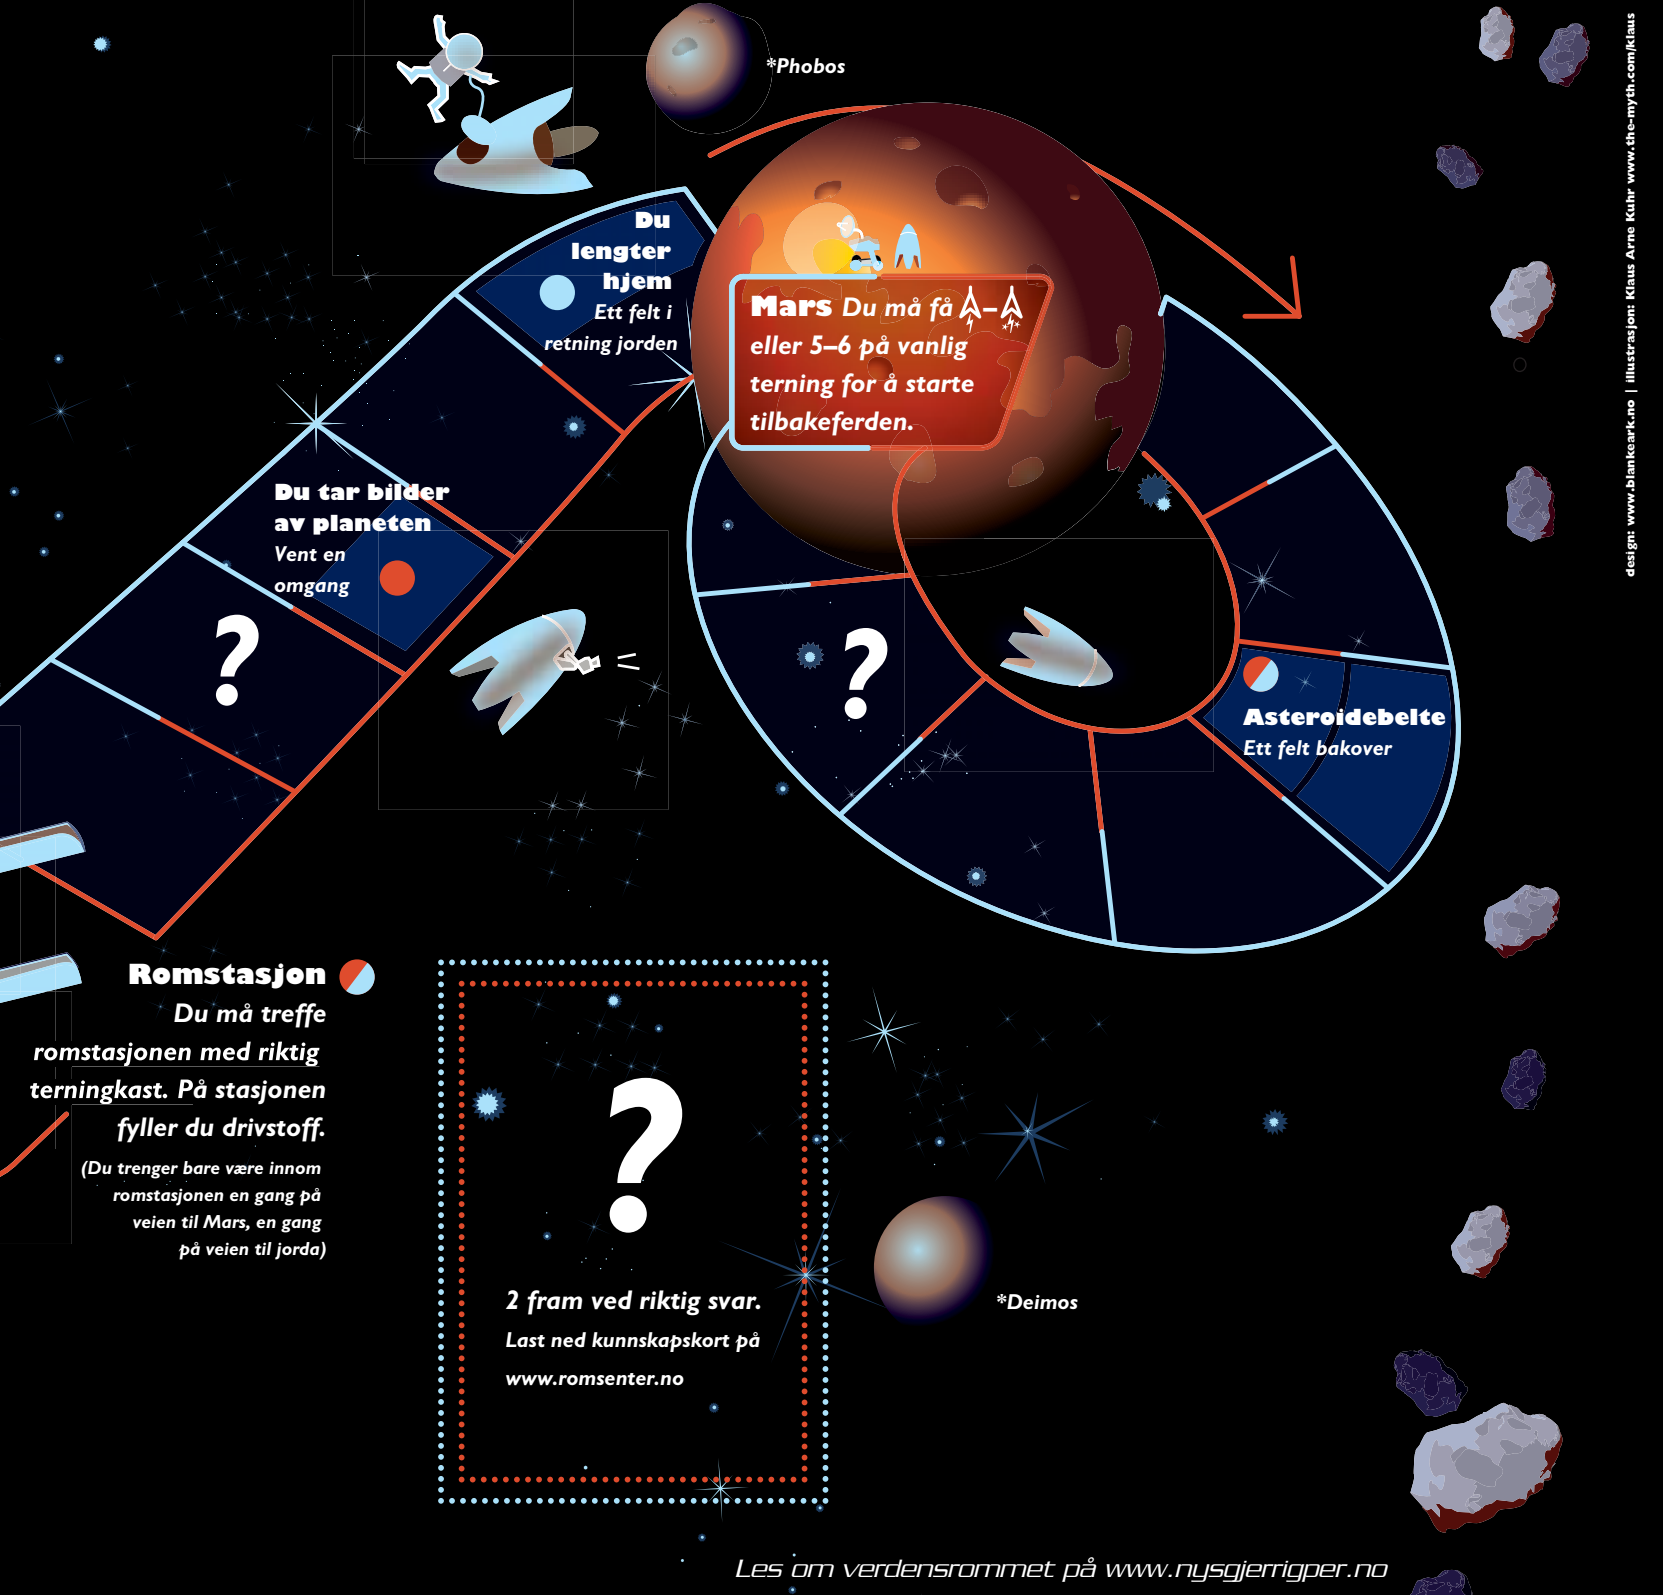 *Phobos
Du
lengter
hjem
Ett felt i
retning jorden
Mars Du må få –
eller 5–6 på vanlig
terning for å starte
tilbakeferden.
Du tar bilder
av planeten
Vent en
omgang
?
?
Asteroidebelte
Ett felt bakover
Romstasjon
Du må treffe
romstasjonen med riktig
terningkast. På stasjonen
fyller du drivstoff.
(Du trenger bare være innom
romstasjonen en gang på
veien til Mars, en gang
på veien til jorda)
?
2 fram ved riktig svar.
Last ned kunnskapskort på
www.romsenter.no
*Deimos
Les om verdensrommet på www.nysgjerrigper.no
design: www.blankeark.no | illustrasjon: Klaus Arne Kuhr www.the-myth.com/klaus